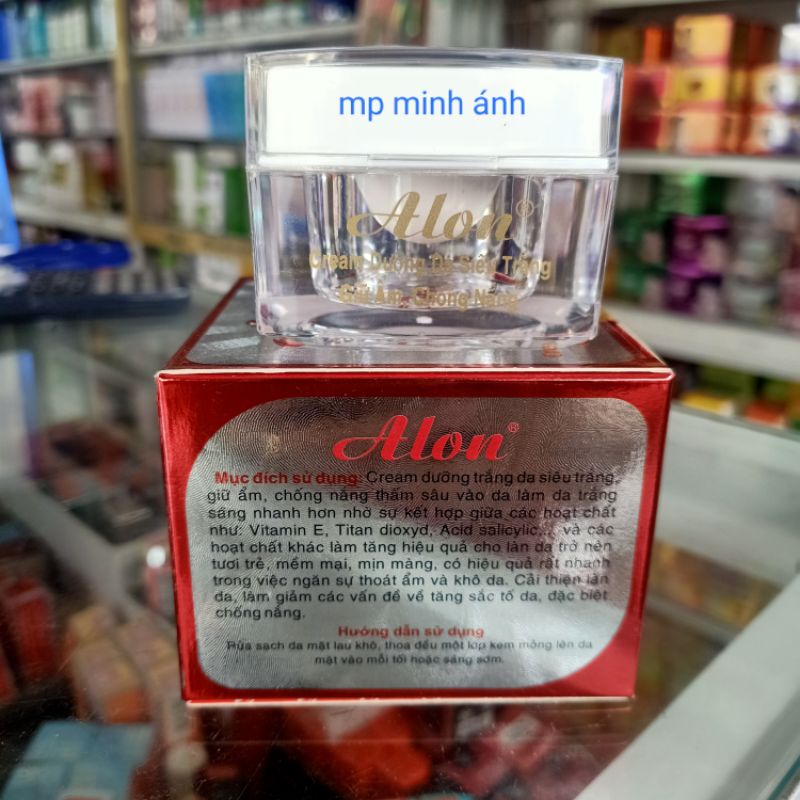 mp minh ánh
Alon®
Cream Dưỡng Da Siêu Trắng
Giữ Ẩm, Chống Nắng
Alon®
Mục đích sử dụng: Cream dưỡng trắng da siêu trắng,
giữ ẩm, chống nắng thấm sâu vào da làm da trắng
sáng nhanh hơn nhờ sự kết hợp giữa các hoạt chất
như: Vitamin E, Titan dioxyd, Acid salicylic... và các
hoạt chất khác làm tăng hiệu quả cho làn da trở nên
tươi trẻ, mềm mại, mịn màng, có hiệu quả rất nhanh
trong việc ngăn sự thoát ẩm và khô da. Cải thiện làn
da, làm giảm các vấn đề về tăng sắc tố da, đặc biệt
chống nắng.
Hướng dẫn sử dụng
Rửa sạch da mặt lau khô, thoa đều một lớp kem mỏng lên da
mặt vào mỗi tối hoặc sáng sớm.